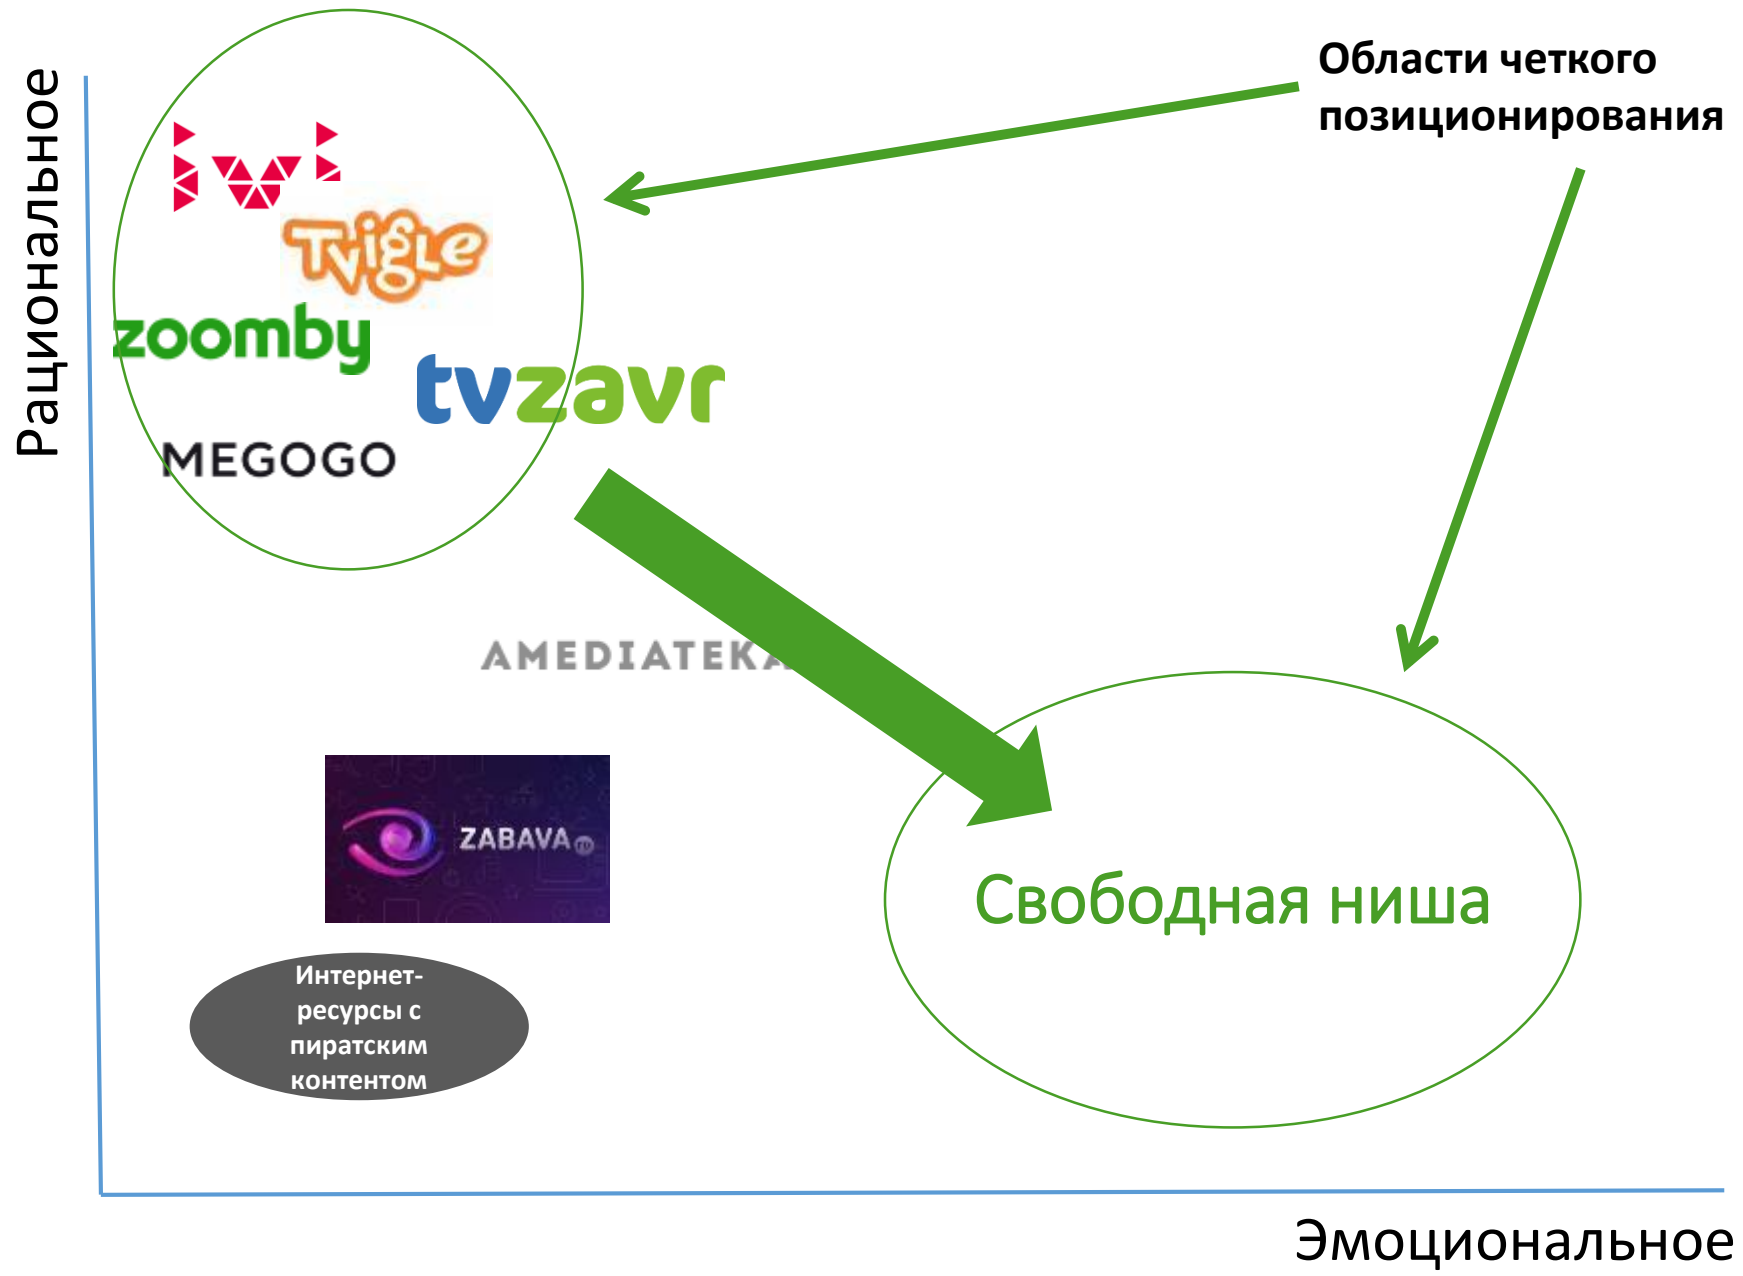 Рациональное
Области четкого
позиционирования
ivi
Tvigle
zoomby
tvzavr
MEGOGO
AMEDIATEKA
ZABAVA
Свободная ниша
Интернет-
ресурсы с
пиратским
контентом
Эмоциональное